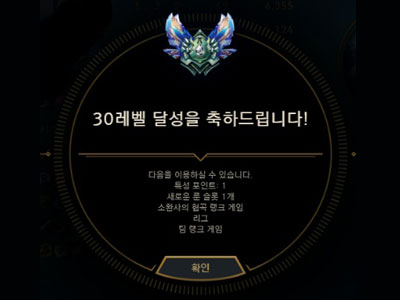 30레벨 달성을 축하드립니다!
다음을 이용하실 수 있습니다.
특성 포인트: 1
새로운 룬 슬롯 1개
소환사의 협곡 랭크 게임
리그
팀 랭크 게임
확인